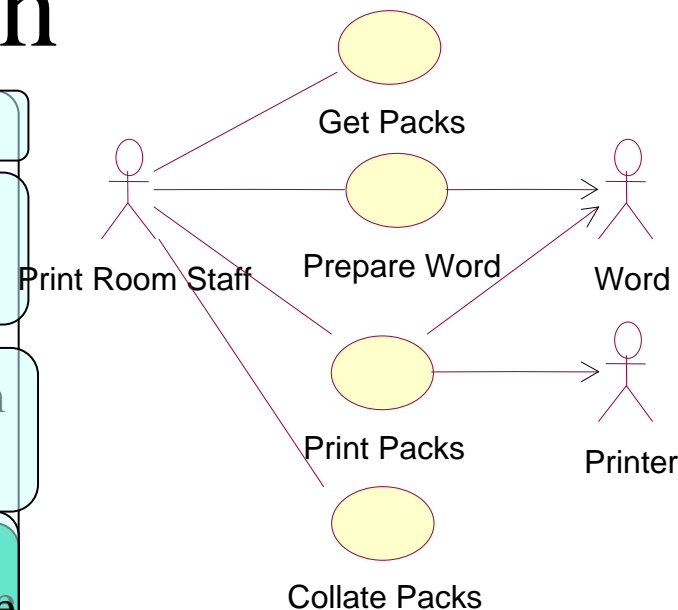 Get Packs
Print Room Staff
Prepare Word
Word
Print Packs
Printer
Collate Packs